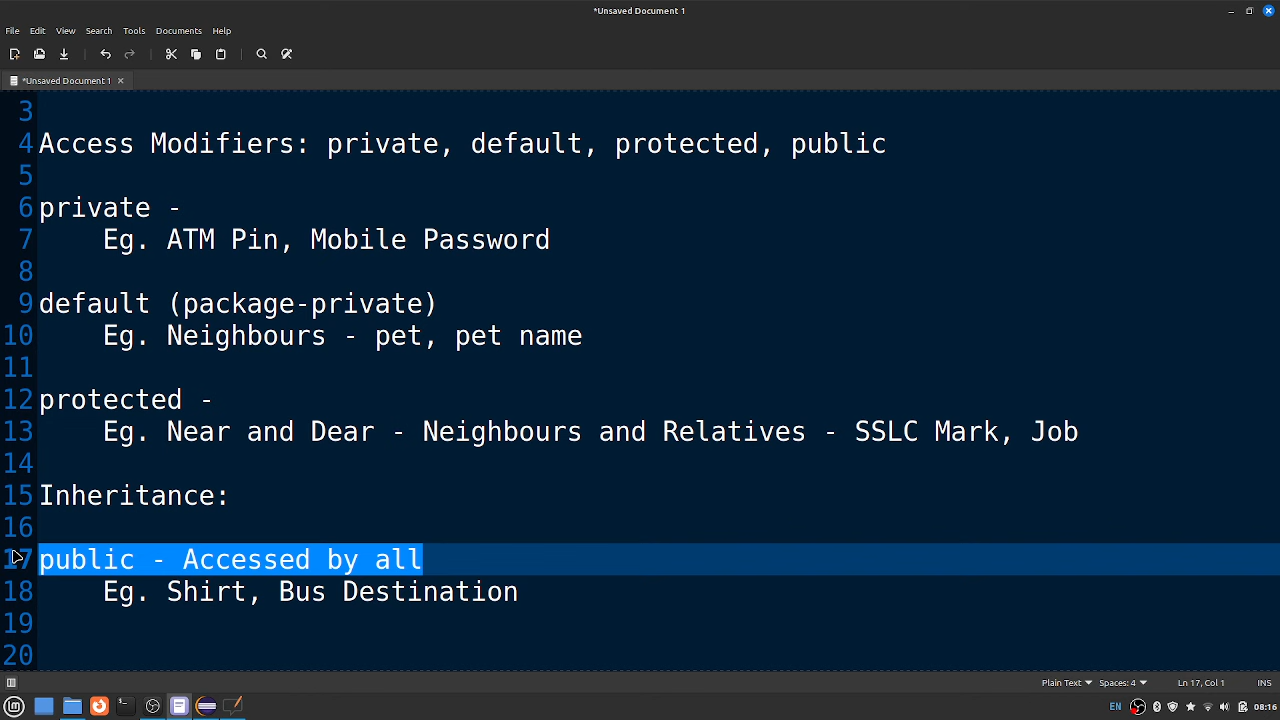 *Unsaved Document 1
File Edit View Search Tools Documents Help
*Unsaved Document 1
3
4 Access Modifiers: private, default, protected, public
5
6 private -
7 Eg. ATM Pin, Mobile Password
8
9 default (package-private)
10 Eg. Neighbours - pet, pet name
11
12 protected -
13 Eg. Near and Dear - Neighbours and Relatives - SSLC Mark, Job
14
15 Inheritance:
16
17 public - Accessed by all
18 Eg. Shirt, Bus Destination
19
20
Plain Text Spaces: 4 Ln 17, Col 1 INS
EN 08:16